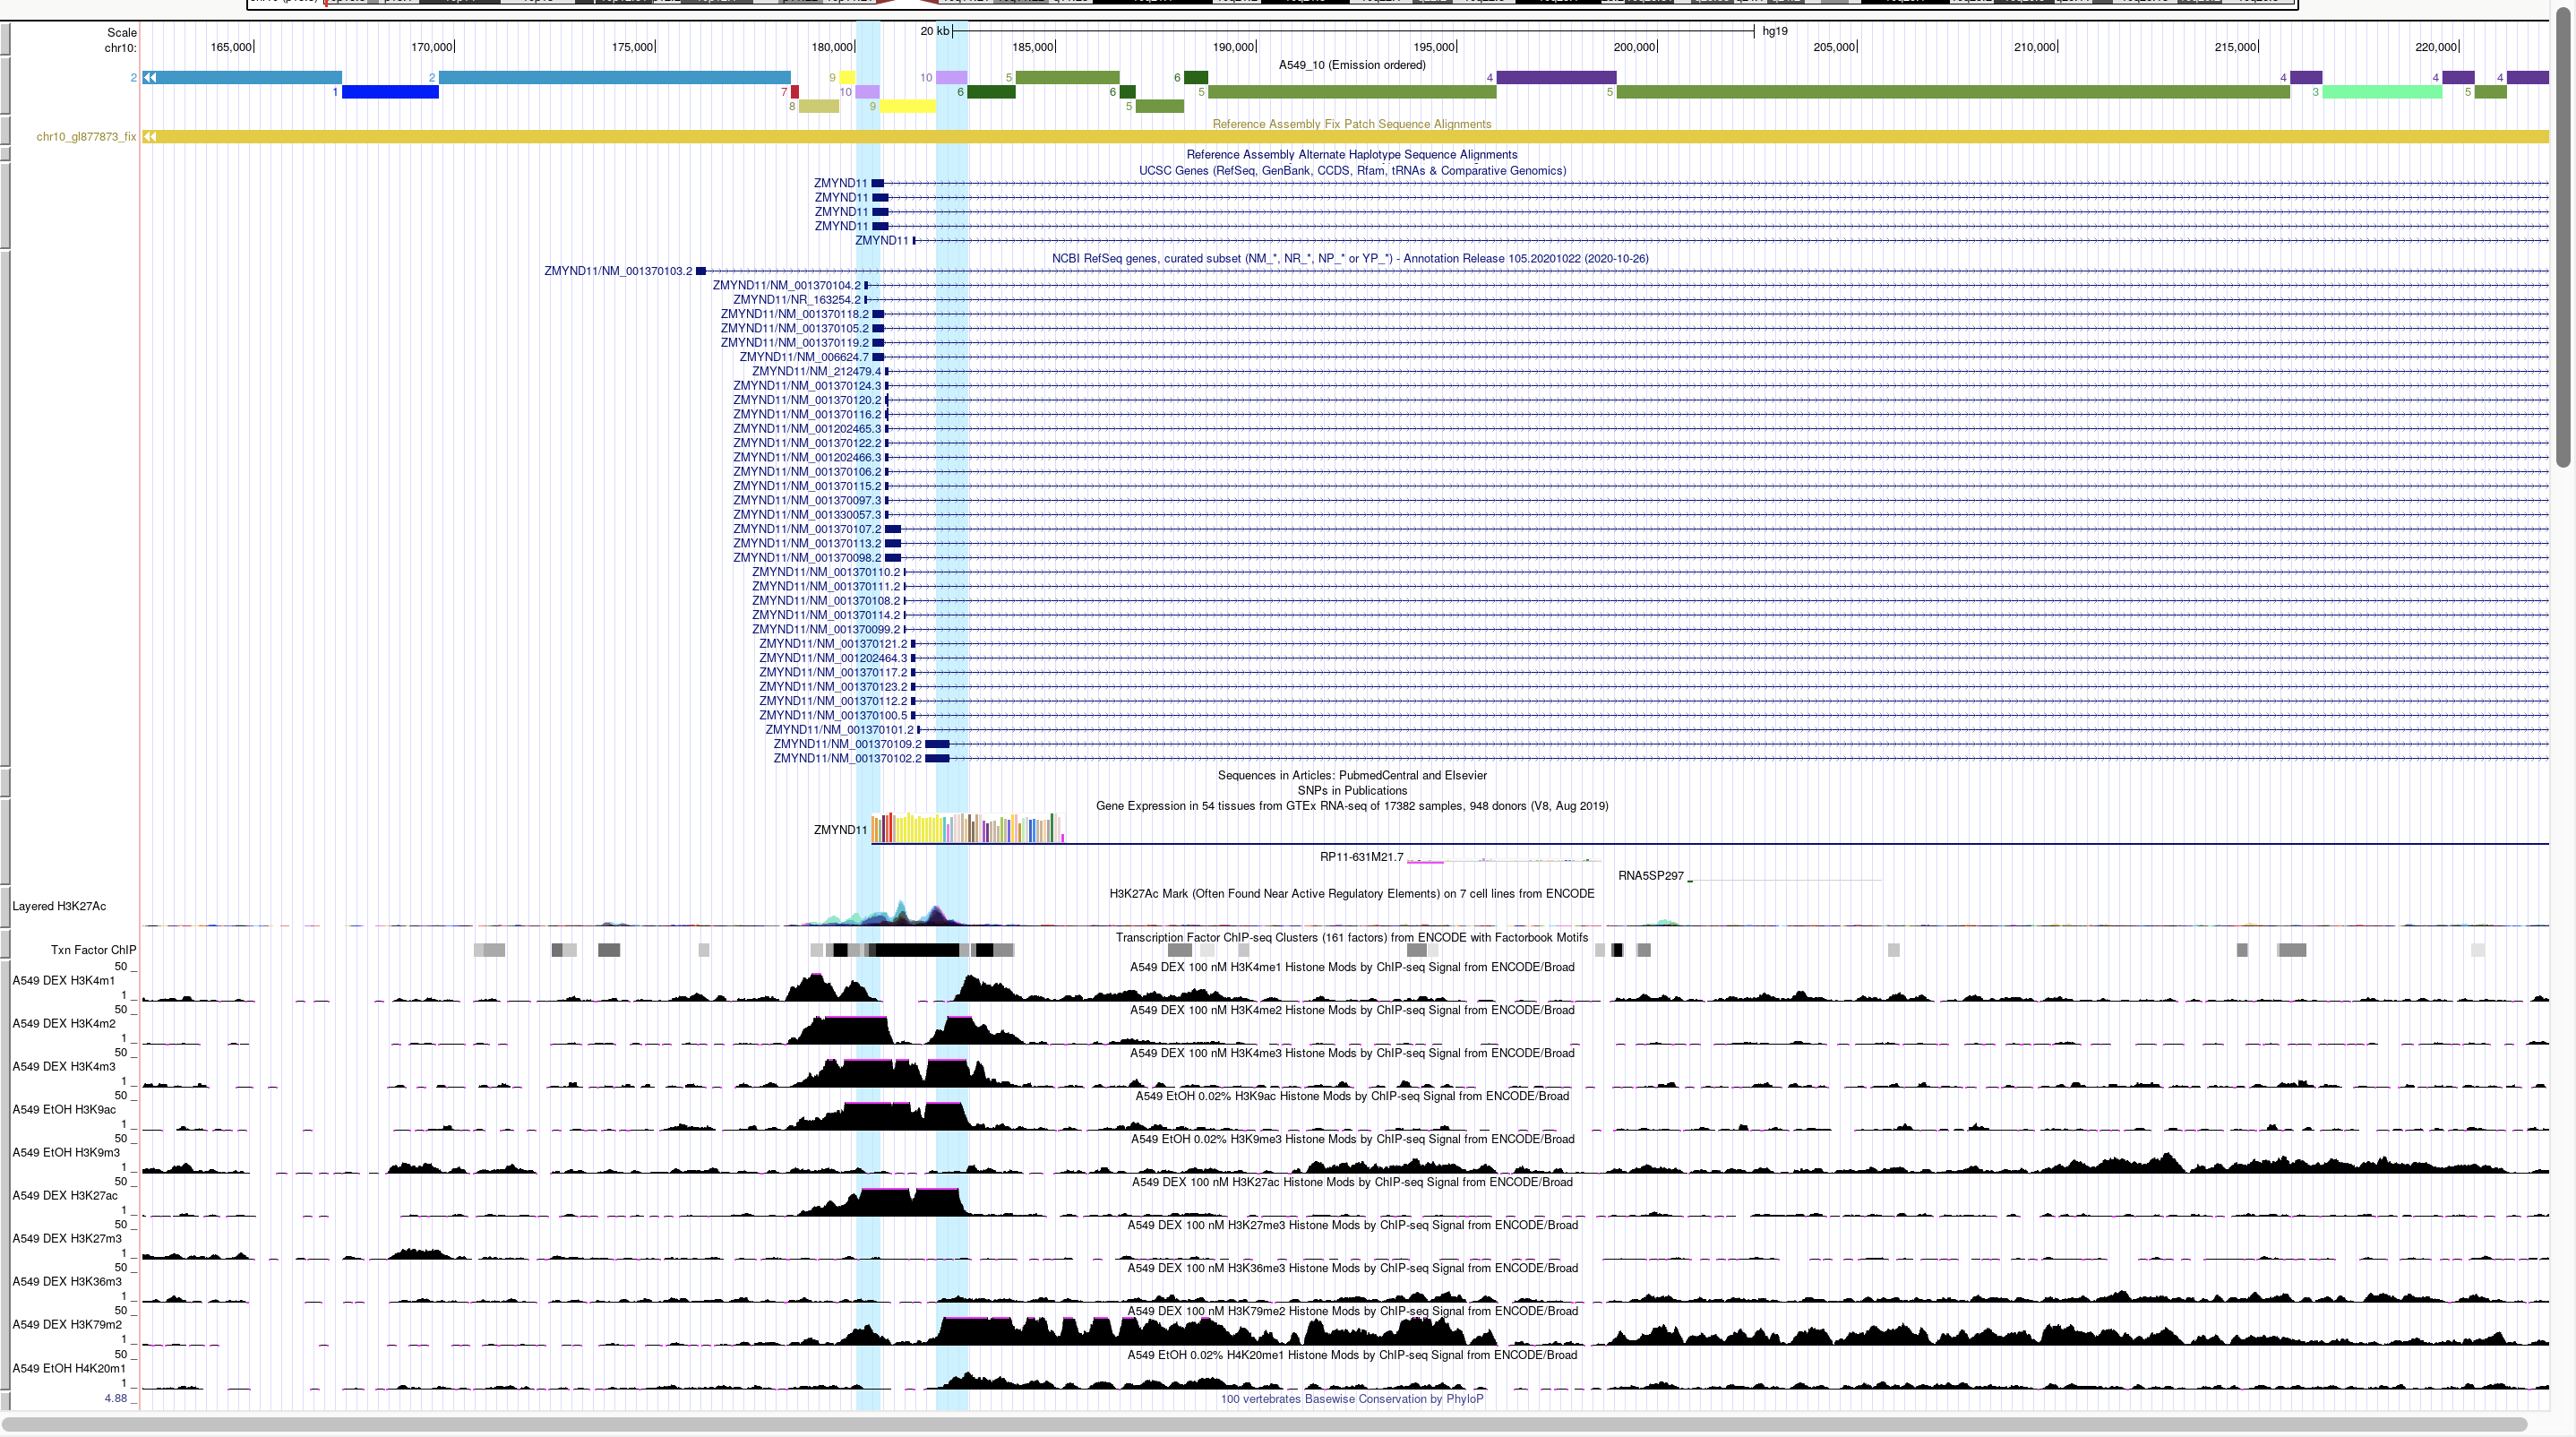 Scale 20 kb hg19
chr10: 165,000 170,000 175,000 180,000 185,000 190,000 195,000 200,000 205,000 210,000 215,000 220,000
A549_10 (Emission ordered)
2 2 9 10 5 6 4 4 4 4
1 7 10 6 6 5 5 3 5
8 9 5
Reference Assembly Fix Patch Sequence Alignments
chr10_gl877873_fix
Reference Assembly Alternate Haplotype Sequence Alignments
UCSC Genes (RefSeq, GenBank, CCDS, Rfam, tRNAs & Comparative Genomics)
ZMYND11
ZMYND11
ZMYND11
ZMYND11
ZMYND11
NCBI RefSeq genes, curated subset (NM_*, NR_*, NP_* or YP_*) - Annotation Release 105.20201022 (2020-10-26)
ZMYND11/NM_001370103.2
ZMYND11/NM_001370104.2
ZMYND11/NR_163254.2
ZMYND11/NM_001370118.2
ZMYND11/NM_001370105.2
ZMYND11/NM_001370119.2
ZMYND11/NM_006624.7
ZMYND11/NM_212479.4
ZMYND11/NM_001370124.3
ZMYND11/NM_001370120.2
ZMYND11/NM_001370116.2
ZMYND11/NM_001202465.3
ZMYND11/NM_001370122.2
ZMYND11/NM_001202466.3
ZMYND11/NM_001370106.2
ZMYND11/NM_001370115.2
ZMYND11/NM_001370097.3
ZMYND11/NM_001330057.3
ZMYND11/NM_001370107.2
ZMYND11/NM_001370113.2
ZMYND11/NM_001370098.2
ZMYND11/NM_001370110.2
ZMYND11/NM_001370111.2
ZMYND11/NM_001370108.2
ZMYND11/NM_001370114.2
ZMYND11/NM_001370099.2
ZMYND11/NM_001370121.2
ZMYND11/NM_001202464.3
ZMYND11/NM_001370117.2
ZMYND11/NM_001370123.2
ZMYND11/NM_001370112.2
ZMYND11/NM_001370100.5
ZMYND11/NM_001370101.2
ZMYND11/NM_001370109.2
ZMYND11/NM_001370102.2
Sequences in Articles: PubmedCentral and Elsevier
SNPs in Publications
Gene Expression in 54 tissues from GTEx RNA-seq of 17382 samples, 948 donors (V8, Aug 2019)
ZMYND11
RP11-631M21.7
RNA5SP297
H3K27Ac Mark (Often Found Near Active Regulatory Elements) on 7 cell lines from ENCODE
Layered H3K27Ac
Transcription Factor ChIP-seq Clusters (161 factors) from ENCODE with Factorbook Motifs
Txn Factor ChIP
50 _ A549 DEX 100 nM H3K4me1 Histone Mods by ChIP-seq Signal from ENCODE/Broad
A549 DEX H3K4m1
1 _
50 _ A549 DEX 100 nM H3K4me2 Histone Mods by ChIP-seq Signal from ENCODE/Broad
A549 DEX H3K4m2
1 _
50 _ A549 DEX 100 nM H3K4me3 Histone Mods by ChIP-seq Signal from ENCODE/Broad
A549 DEX H3K4m3
1 _
50 _ A549 EtOH 0.02% H3K9ac Histone Mods by ChIP-seq Signal from ENCODE/Broad
A549 EtOH H3K9ac
1 _
50 _ A549 EtOH 0.02% H3K9me3 Histone Mods by ChIP-seq Signal from ENCODE/Broad
A549 EtOH H3K9m3
1 _
50 _ A549 DEX 100 nM H3K27ac Histone Mods by ChIP-seq Signal from ENCODE/Broad
A549 DEX H3K27ac
1 _
50 _ A549 DEX 100 nM H3K27me3 Histone Mods by ChIP-seq Signal from ENCODE/Broad
A549 DEX H3K27m3
1 _
50 _ A549 DEX 100 nM H3K36me3 Histone Mods by ChIP-seq Signal from ENCODE/Broad
A549 DEX H3K36m3
1 _
50 _ A549 DEX 100 nM H3K79me2 Histone Mods by ChIP-seq Signal from ENCODE/Broad
A549 DEX H3K79m2
1 _
50 _ A549 EtOH 0.02% H4K20me1 Histone Mods by ChIP-seq Signal from ENCODE/Broad
A549 EtOH H4K20m1
1 _
4.88 _ 100 vertebrates Basewise Conservation by PhyloP